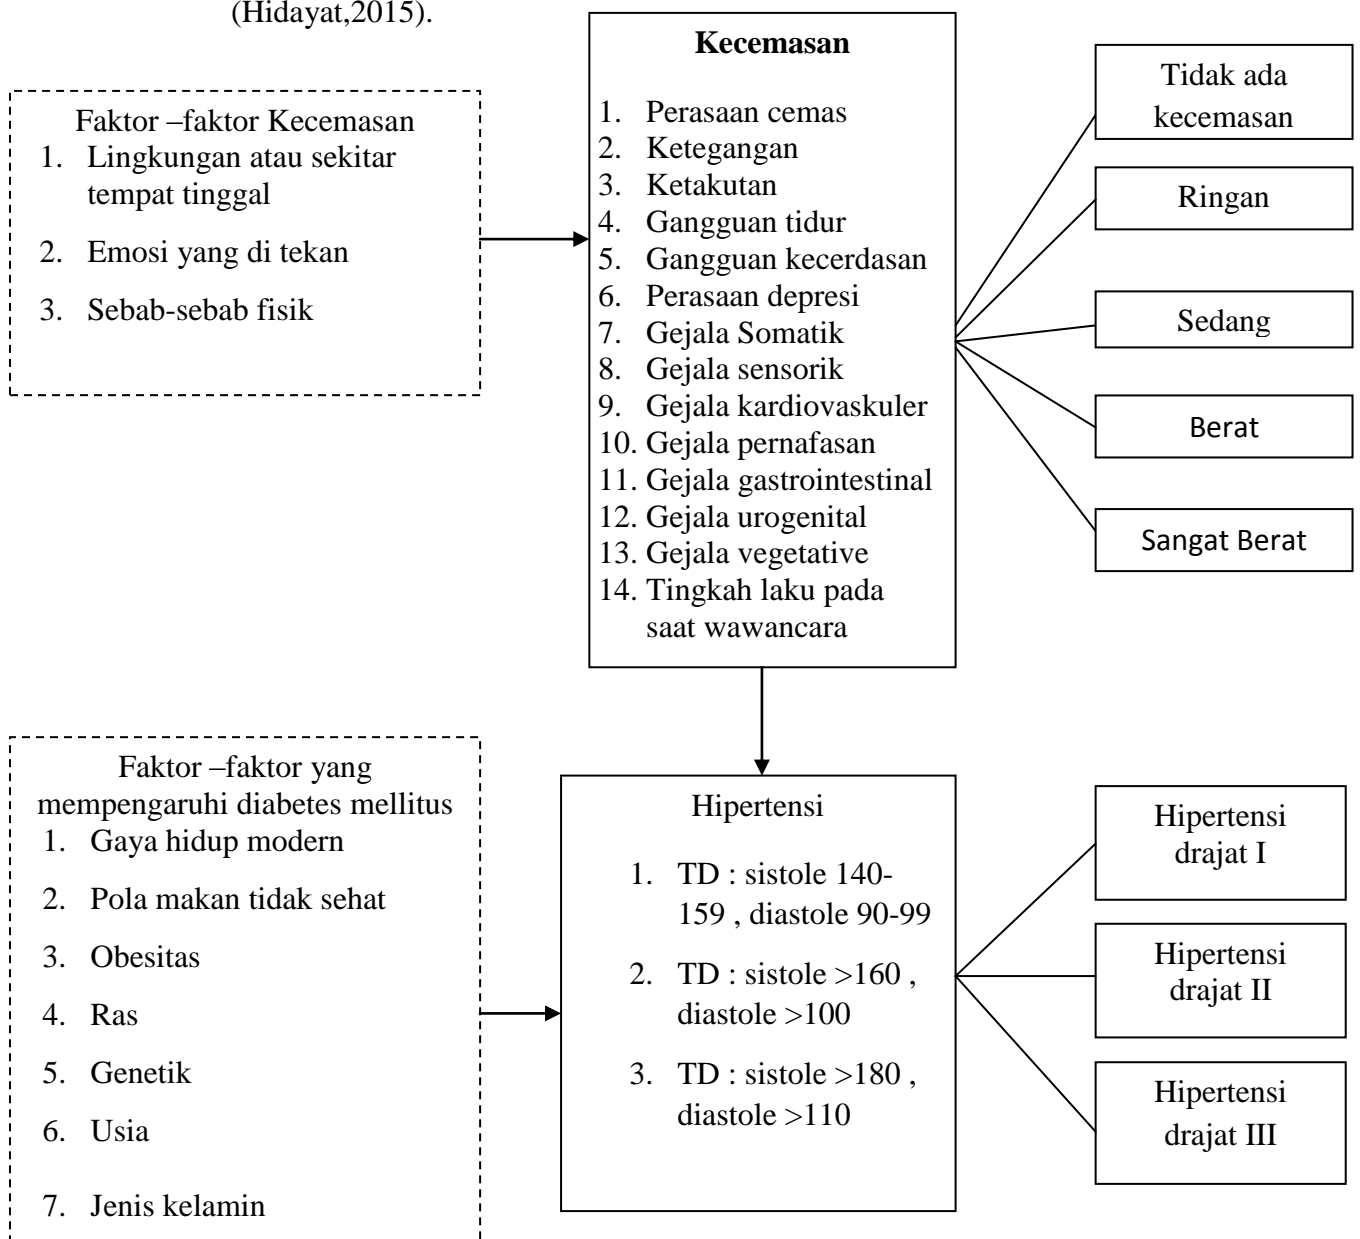 (Hidayat,2015).
Faktor –faktor Kecemasan
1. Lingkungan atau sekitar
tempat tinggal
2. Emosi yang di tekan
3. Sebab-sebab fisik
Kecemasan
1. Perasaan cemas
2. Ketegangan
3. Ketakutan
4. Gangguan tidur
5. Gangguan kecerdasan
6. Perasaan depresi
7. Gejala Somatik
8. Gejala sensorik
9. Gejala kardiovaskuler
10. Gejala pernafasan
11. Gejala gastrointestinal
12. Gejala urogenital
13. Gejala vegetative
14. Tingkah laku pada
saat wawancara
Tidak ada
kecemasan
Ringan
Sedang
Berat
Sangat Berat
Faktor –faktor yang
mempengaruhi diabetes mellitus
1. Gaya hidup modern
2. Pola makan tidak sehat
3. Obesitas
4. Ras
5. Genetik
6. Usia
7. Jenis kelamin
Hipertensi
1. TD : sistole 140-
159 , diastole 90-99
2. TD : sistole >160 ,
diastole >100
3. TD : sistole >180 ,
diastole >110
Hipertensi
drajat I
Hipertensi
drajat II
Hipertensi
drajat III